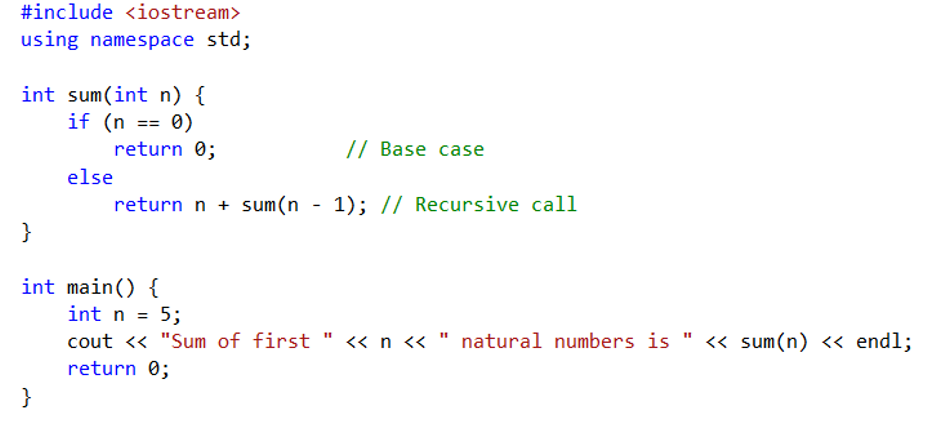 #include <iostream>
using namespace std;

int sum(int n) {
    if (n == 0)
        return 0;           // Base case
    else
        return n + sum(n - 1); // Recursive call
}

int main() {
    int n = 5;
    cout << "Sum of first " << n << " natural numbers is " << sum(n) << endl;
    return 0;
}